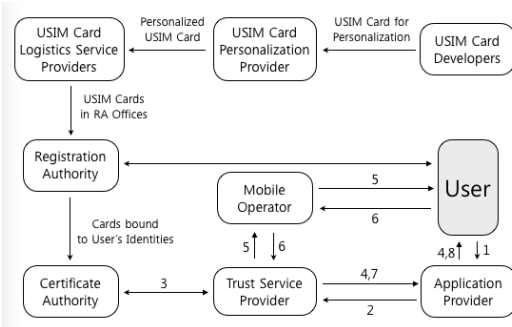 USIM Card
Logistics Service
Providers
Personalized
USIM Card
USIM Card
Personalization
Provider
USIM Card for
Personalization
USIM Card
Developers
USIM Cards
in RA Offices
Registration
Authority
Mobile
Operator
5
6
User
Cards bound
to User's Identities
5
6
4,8
1
Certificate
Authority
3
Trust Service
Provider
4,7
2
Application
Provider